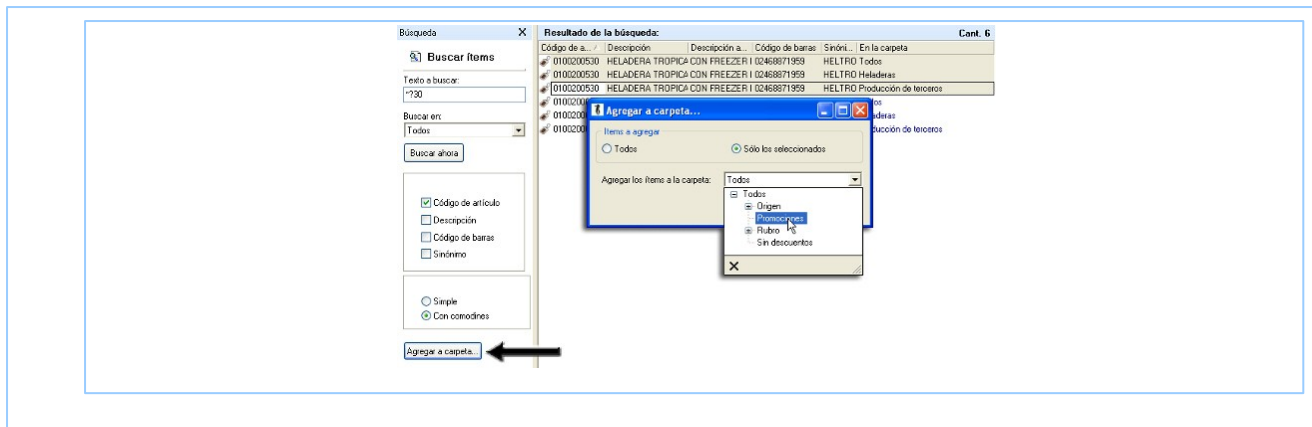 Búsqueda X
Buscar ítems
Texto a buscar:
*?30
Buscar en:
Todos
Buscar ahora
Código de artículo
Descripción
Código de barras
Sinónimo
Simple
Con comodines
Agregar a carpeta...
Resultado de la búsqueda: Cant. 6
Código de a... Descripción Descripción a... Código de barras Sinóni... En la carpeta
0100200530 HELADERA TROPICA CON FREEZER I 02468871959 HELTRO Todos
0100200530 HELADERA TROPICA CON FREEZER I 02468871959 HELTRO Heladeras
0100200530 HELADERA TROPICA CON FREEZER I 02468871959 HELTRO Producción de terceros
Agregar a carpeta...
Items a agregar
Todos Sólo los seleccionados
Agregar los ítems a la carpeta: Todos
Todos
Origen
Promociones
Rubro
Sin descuentos